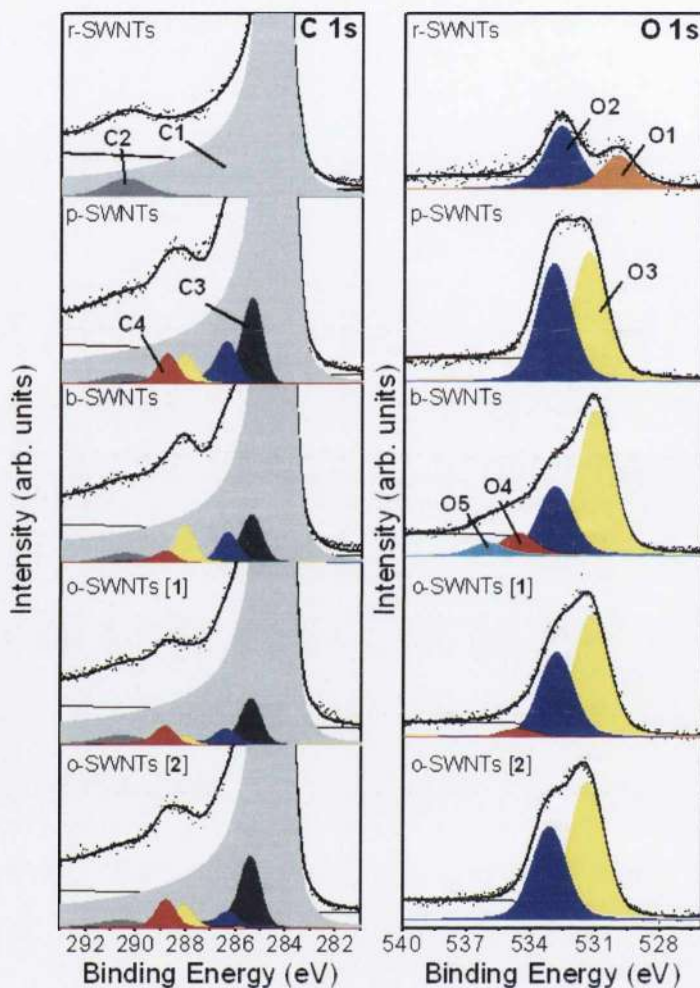 r-SWNTs
C 1s
C2
C1
p-SWNTs
C3
C4
b-SWNTs
o-SWNTs [1]
o-SWNTs [2]
292 290 288 286 284 282
Binding Energy (eV)
Intensity (arb. units)
r-SWNTs
O 1s
O2
O1
p-SWNTs
O3
b-SWNTs
O5
O4
o-SWNTs [1]
o-SWNTs [2]
540 537 534 531 528
Binding Energy (eV)
Intensity (arb. units)